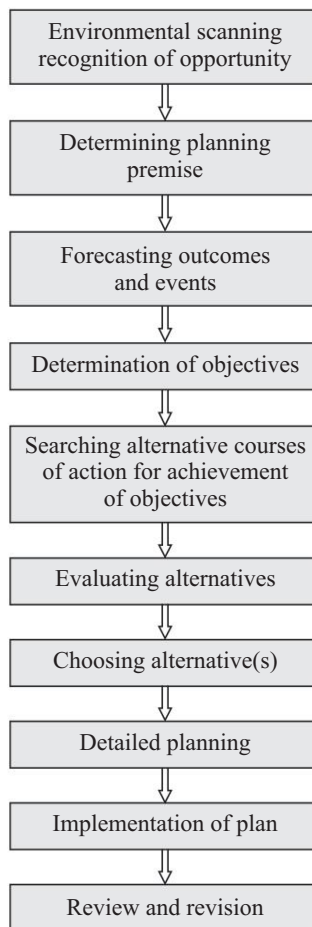 Environmental scanning
recognition of opportunity
Determining planning
premise
Forecasting outcomes
and events
Determination of objectives
Searching alternative courses
of action for achievement
of objectives
Evaluating alternatives
Choosing alternative(s)
Detailed planning
Implementation of plan
Review and revision